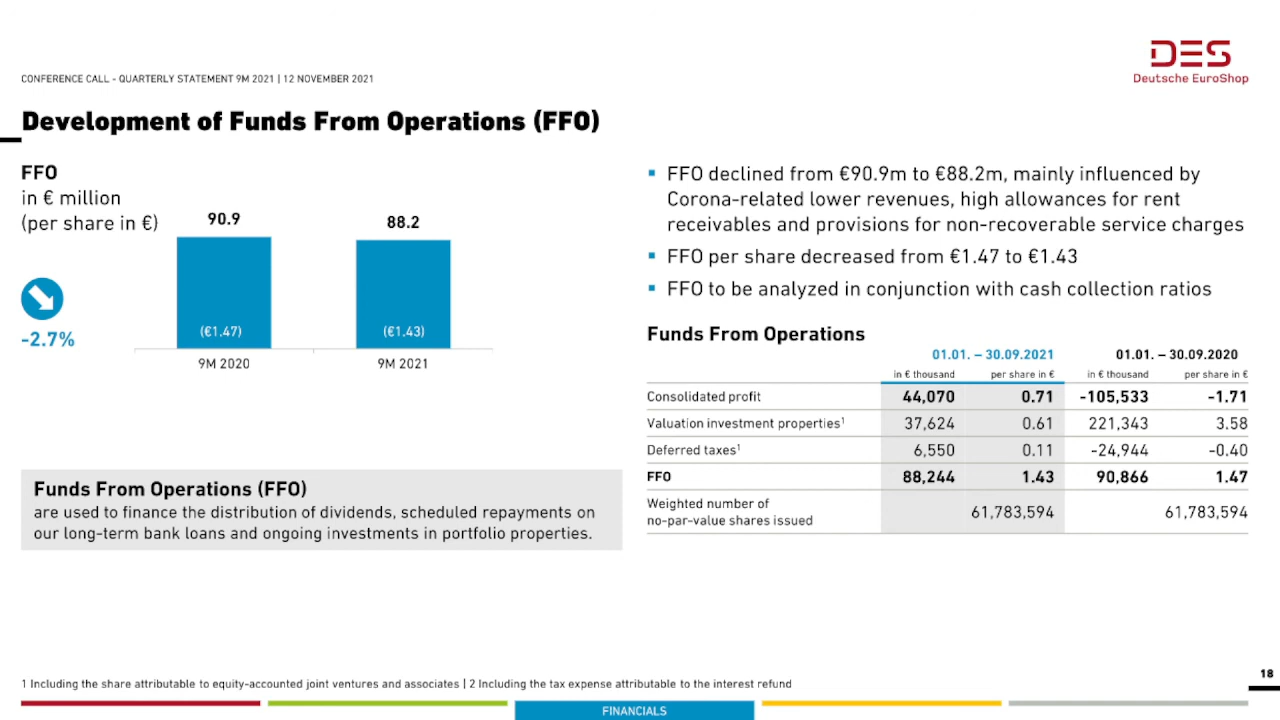 DES
Deutsche EuroShop
CONFERENCE CALL - QUARTERLY STATEMENT 9M 2021 | 12 NOVEMBER 2021
Development of Funds From Operations (FFO)
FFO
in € million
(per share in €)
90.9
88.2
-2.7%
(€1.47)
(€1.43)
9M 2020
9M 2021
Funds From Operations (FFO)
are used to finance the distribution of dividends, scheduled repayments on
our long-term bank loans and ongoing investments in portfolio properties.
▪ FFO declined from €90.9m to €88.2m, mainly influenced by
Corona-related lower revenues, high allowances for rent
receivables and provisions for non-recoverable service charges
▪ FFO per share decreased from €1.47 to €1.43
▪ FFO to be analyzed in conjunction with cash collection ratios
Funds From Operations
01.01. – 30.09.2021 01.01. – 30.09.2020
in € thousand per share in € in € thousand per share in €
Consolidated profit 44,070 0.71 -105,533 -1.71
Valuation investment properties¹ 37,624 0.61 221,343 3.58
Deferred taxes¹ 6,550 0.11 -24,944 -0.40
FFO 88,244 1.43 90,866 1.47
Weighted number of
no-par-value shares issued 61,783,594 61,783,594
1 Including the share attributable to equity-accounted joint ventures and associates | 2 Including the tax expense attributable to the interest refund
18
FINANCIALS